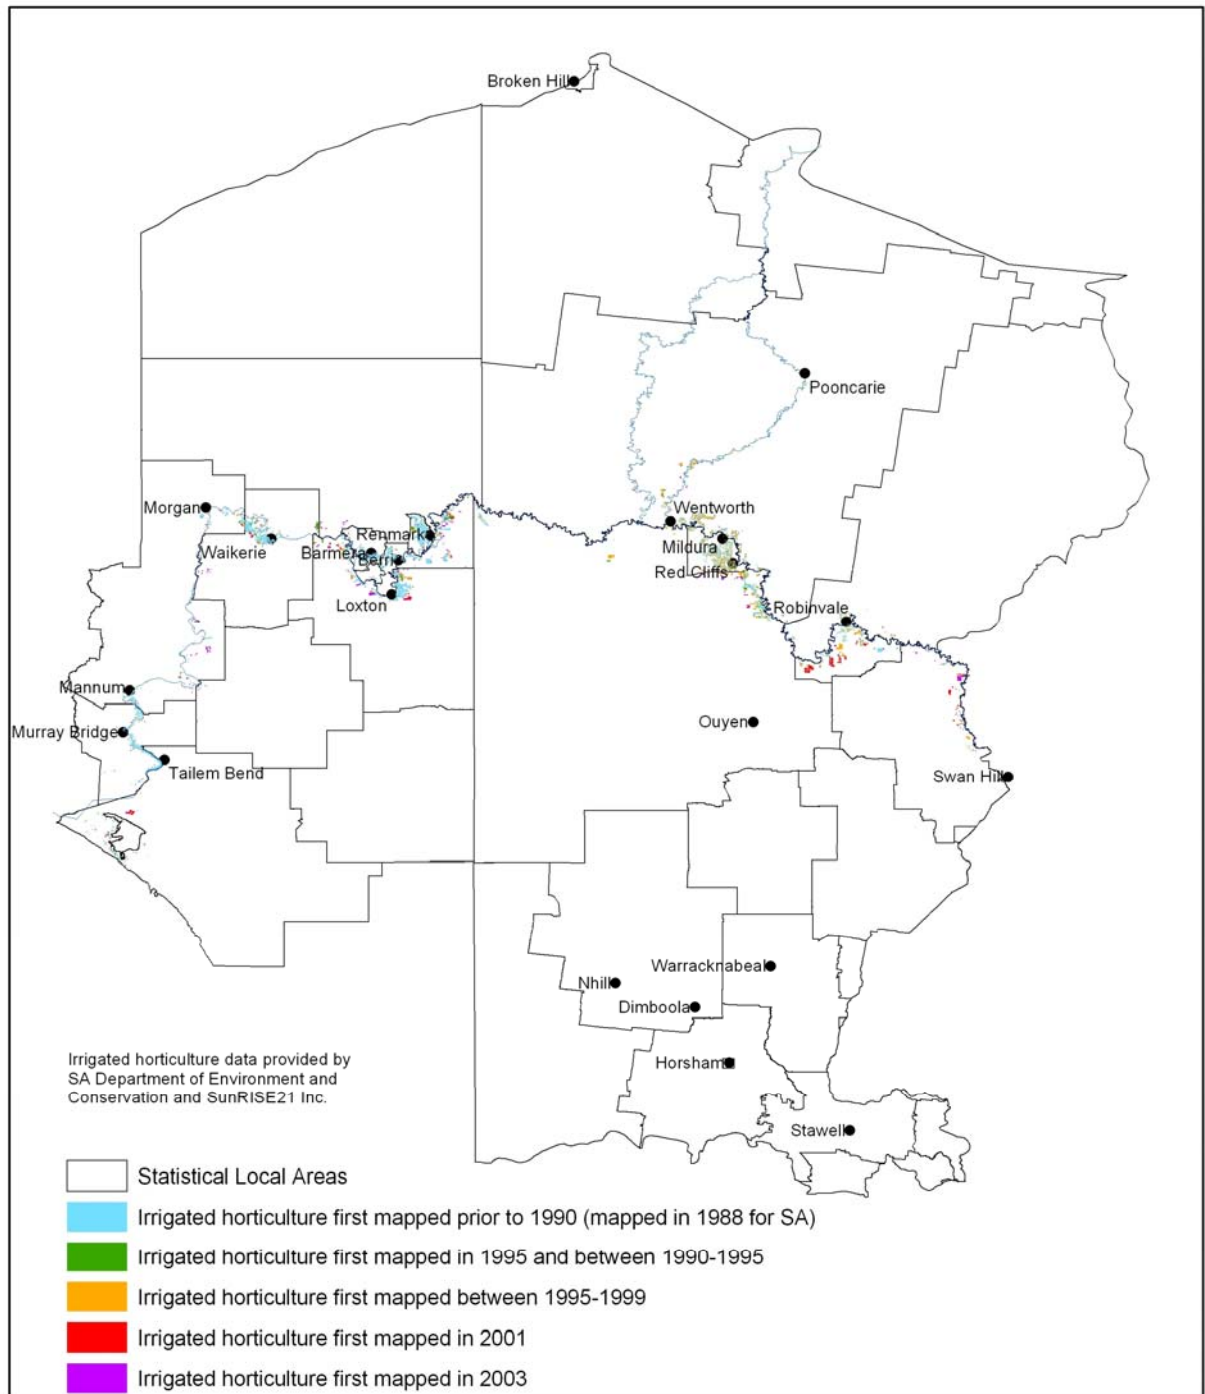 Broken Hill
Pooncarie
Morgan
Wentworth
Renmark
Waikerie
Barmera
Mildura
Berri
Red Cliffs
Loxton
Robinvale
Mannum
Ouyen
Murray Bridge
Tailem Bend
Swan Hill
Warracknabeal
Nhill
Dimboola
Horsham
Stawell
Irrigated horticulture data provided by
SA Department of Environment and
Conservation and SunRISE21 Inc.
Statistical Local Areas
Irrigated horticulture first mapped prior to 1990 (mapped in 1988 for SA)
Irrigated horticulture first mapped in 1995 and between 1990-1995
Irrigated horticulture first mapped between 1995-1999
Irrigated horticulture first mapped in 2001
Irrigated horticulture first mapped in 2003